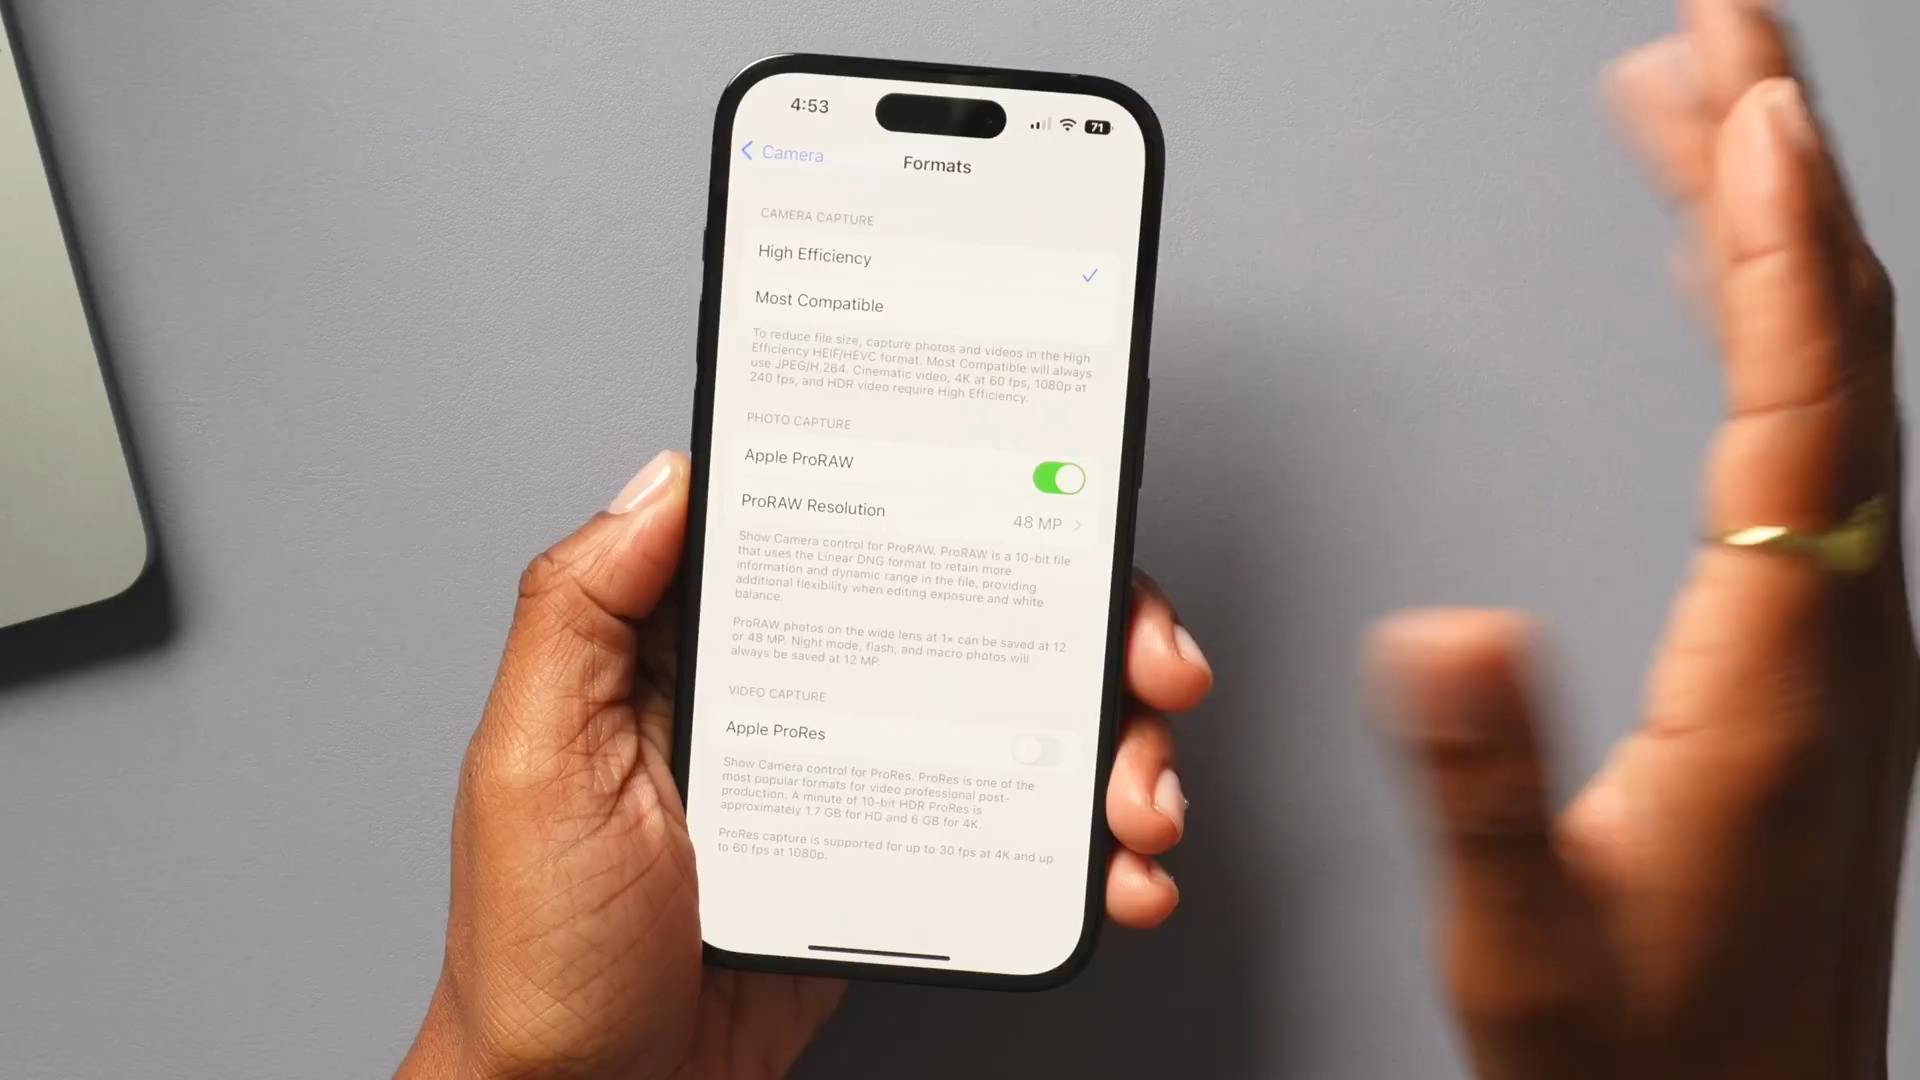 4:53
71
Camera
Formats
CAMERA CAPTURE
High Efficiency
Most Compatible
To reduce file size, capture photos and videos in the High
Efficiency HEIF/HEVC format. Most Compatible will always
use JPEG/H.264. Cinematic video, 4K at 60 fps, 1080p at
240 fps, and HDR video require High Efficiency.
PHOTO CAPTURE
Apple ProRAW
ProRAW Resolution
48 MP
Show Camera control for ProRAW. ProRAW is a 10-bit file
that uses the Linear DNG format to retain more
information and dynamic range in the file, providing
additional flexibility when editing exposure and white
balance.
ProRAW photos on the wide lens at 1x can be saved at 12
or 48 MP. Night mode, flash, and macro photos will
always be saved at 12 MP.
VIDEO CAPTURE
Apple ProRes
Show Camera control for ProRes. ProRes is one of the
most popular formats for video professional post-
production. A minute of 10-bit HDR ProRes is
approximately 1.7 GB for HD and 6 GB for 4K.
ProRes capture is supported for up to 30 fps at 4K and up
to 60 fps at 1080p.